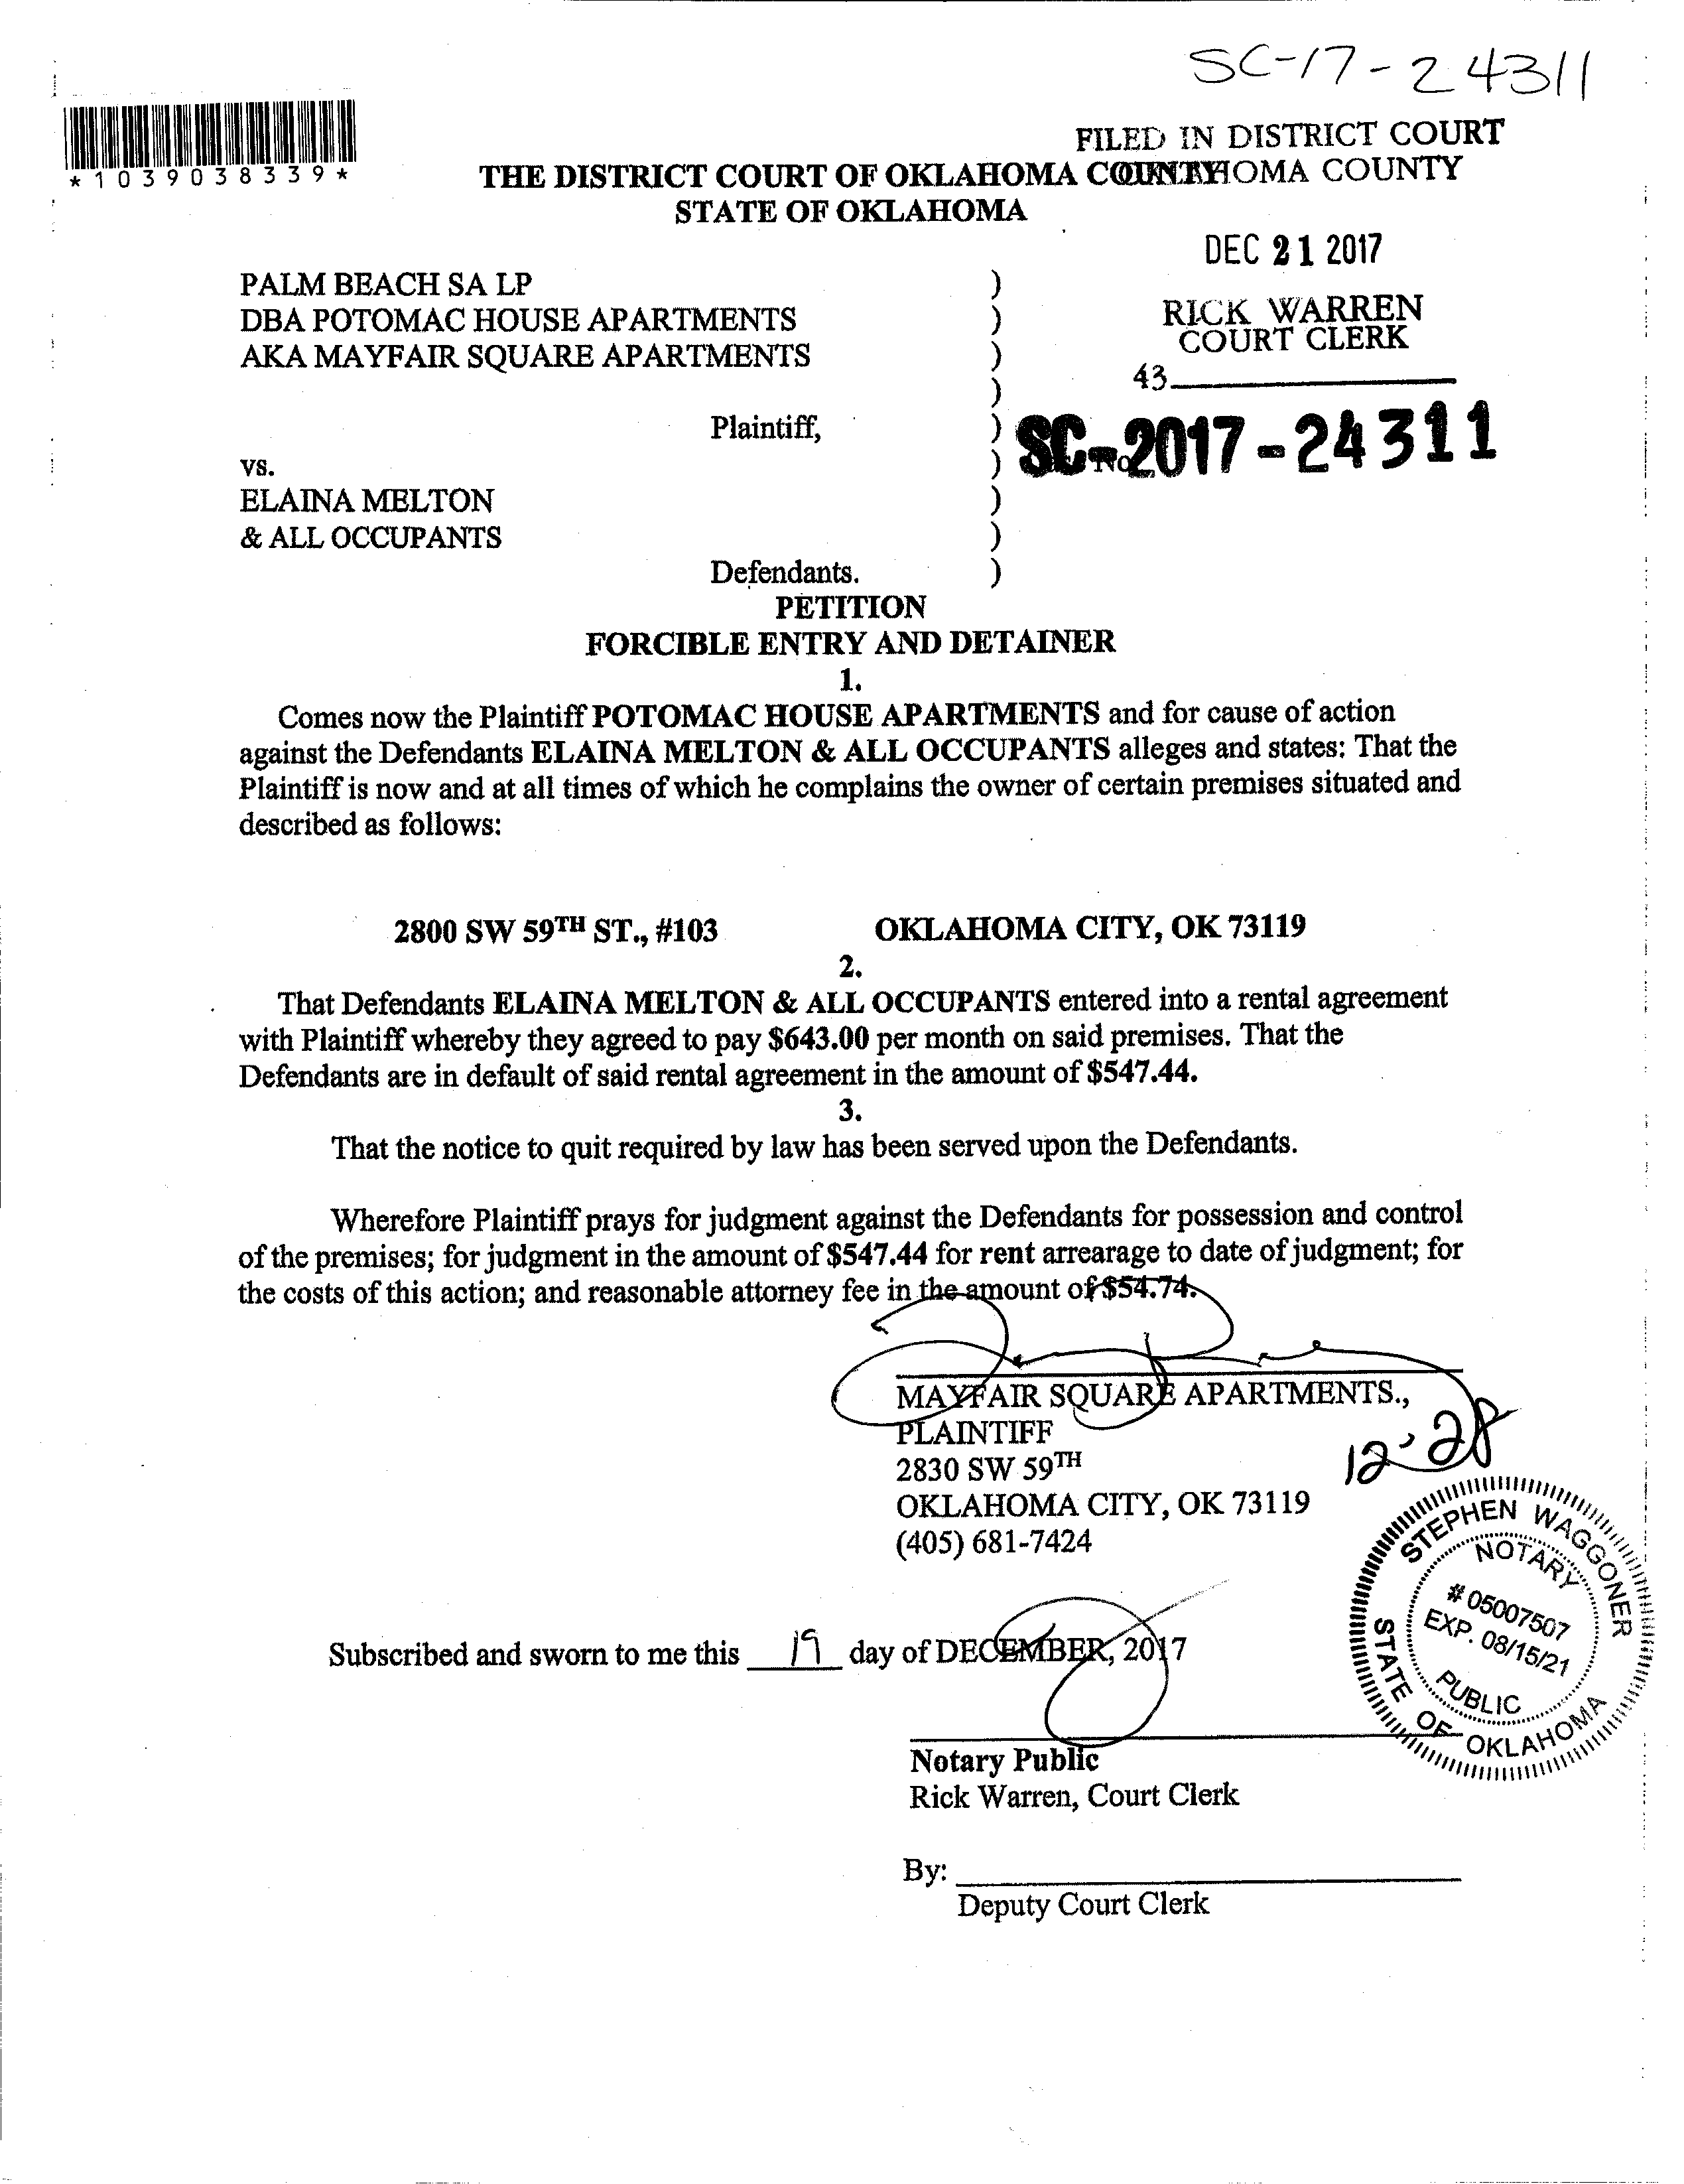 SC-17-24311
*1039038339*
FILED IN DISTRICT COURT
THE DISTRICT COURT OF OKLAHOMA COUNTY OKLAHOMA COUNTY
STATE OF OKLAHOMA
DEC 21 2017
PALM BEACH SA LP )
DBA POTOMAC HOUSE APARTMENTS ) RICK WARREN
COURT CLERK
AKA MAYFAIR SQUARE APARTMENTS )
) 43
Plaintiff, ) SC-2017-24311
vs. ) No.
ELAINA MELTON )
& ALL OCCUPANTS )
Defendants. )
PETITION
FORCIBLE ENTRY AND DETAINER
1.
Comes now the Plaintiff POTOMAC HOUSE APARTMENTS and for cause of action
against the Defendants ELAINA MELTON & ALL OCCUPANTS alleges and states: That the
Plaintiff is now and at all times of which he complains the owner of certain premises situated and
described as follows:
2800 SW 59TH ST., #103 OKLAHOMA CITY, OK 73119
2.
That Defendants ELAINA MELTON & ALL OCCUPANTS entered into a rental agreement
with Plaintiff whereby they agreed to pay $643.00 per month on said premises. That the
Defendants are in default of said rental agreement in the amount of $547.44.
3.
That the notice to quit required by law has been served upon the Defendants.
Wherefore Plaintiff prays for judgment against the Defendants for possession and control
of the premises; for judgment in the amount of $547.44 for rent arrearage to date of judgment; for
the costs of this action; and reasonable attorney fee in the amount of $54.74.
MAYFAIR SQUARE APARTMENTS.,
PLAINTIFF
2830 SW 59TH
OKLAHOMA CITY, OK 73119
(405) 681-7424
12-28
STEPHEN WAGGONER
NOTARY
# 05007507
EXP. 08/15/21
PUBLIC
STATE OF OKLAHOMA
Subscribed and sworn to me this 19 day of DECEMBER, 2017
Notary Public
Rick Warren, Court Clerk
By:
Deputy Court Clerk